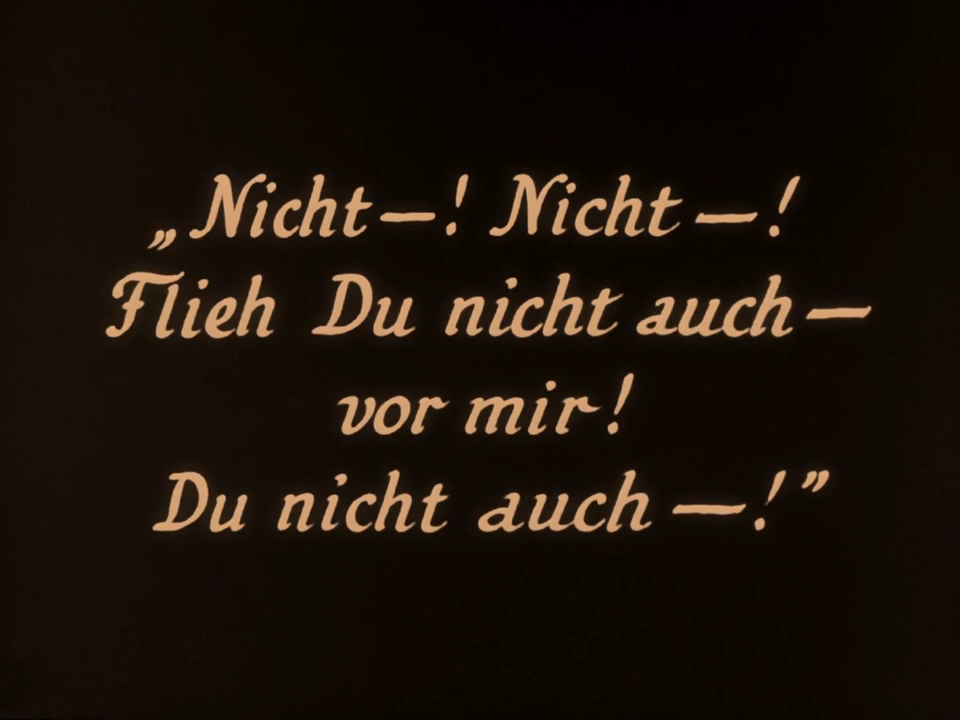 „Nicht—! Nicht—!
Flieh Du nicht auch—
vor mir!
Du nicht auch—!”